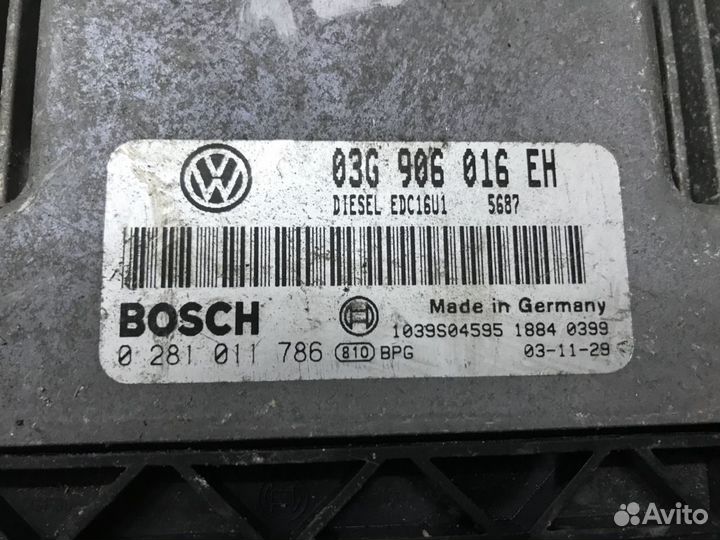 03G 906 016 EH
DIESEL EDC16U1 5687
BOSCH
Made in Germany
1039S04595 1884 0399
0 281 011 786 810 BPG
03-11-29
Avito